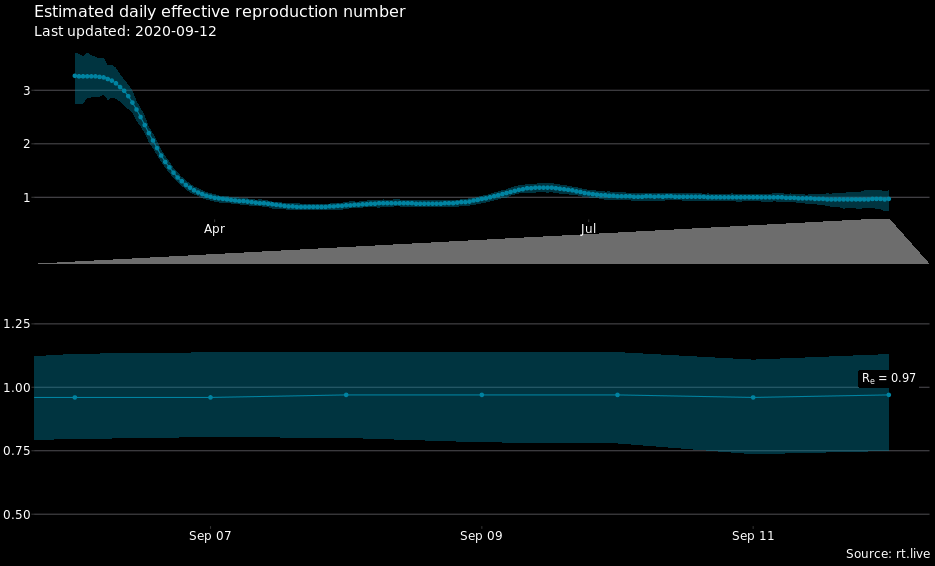 Estimated daily effective reproduction number
Last updated: 2020-09-12
3
2
1
Apr Jul
1.25
1.00
0.75
0.50
Re = 0.97
Sep 07 Sep 09 Sep 11
Source: rt.live